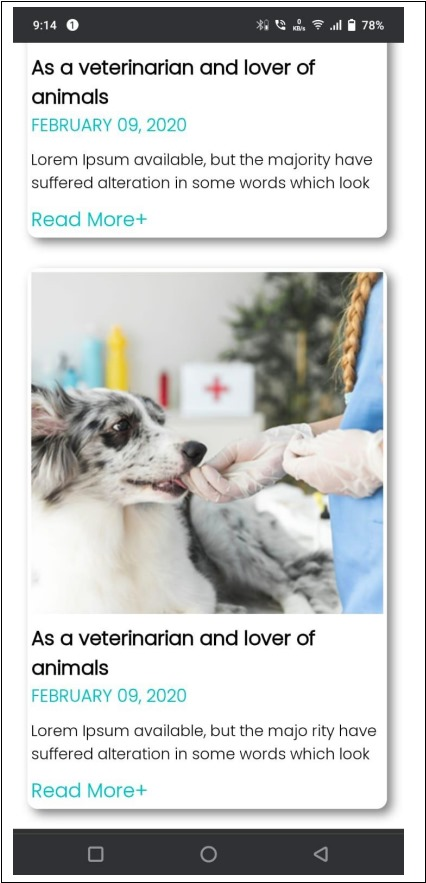 9:14 1 0 KB/s 78%
As a veterinarian and lover of
animals
FEBRUARY 09, 2020
Lorem Ipsum available, but the majority have
suffered alteration in some words which look
Read More+
As a veterinarian and lover of
animals
FEBRUARY 09, 2020
Lorem Ipsum available, but the majo rity have
suffered alteration in some words which look
Read More+